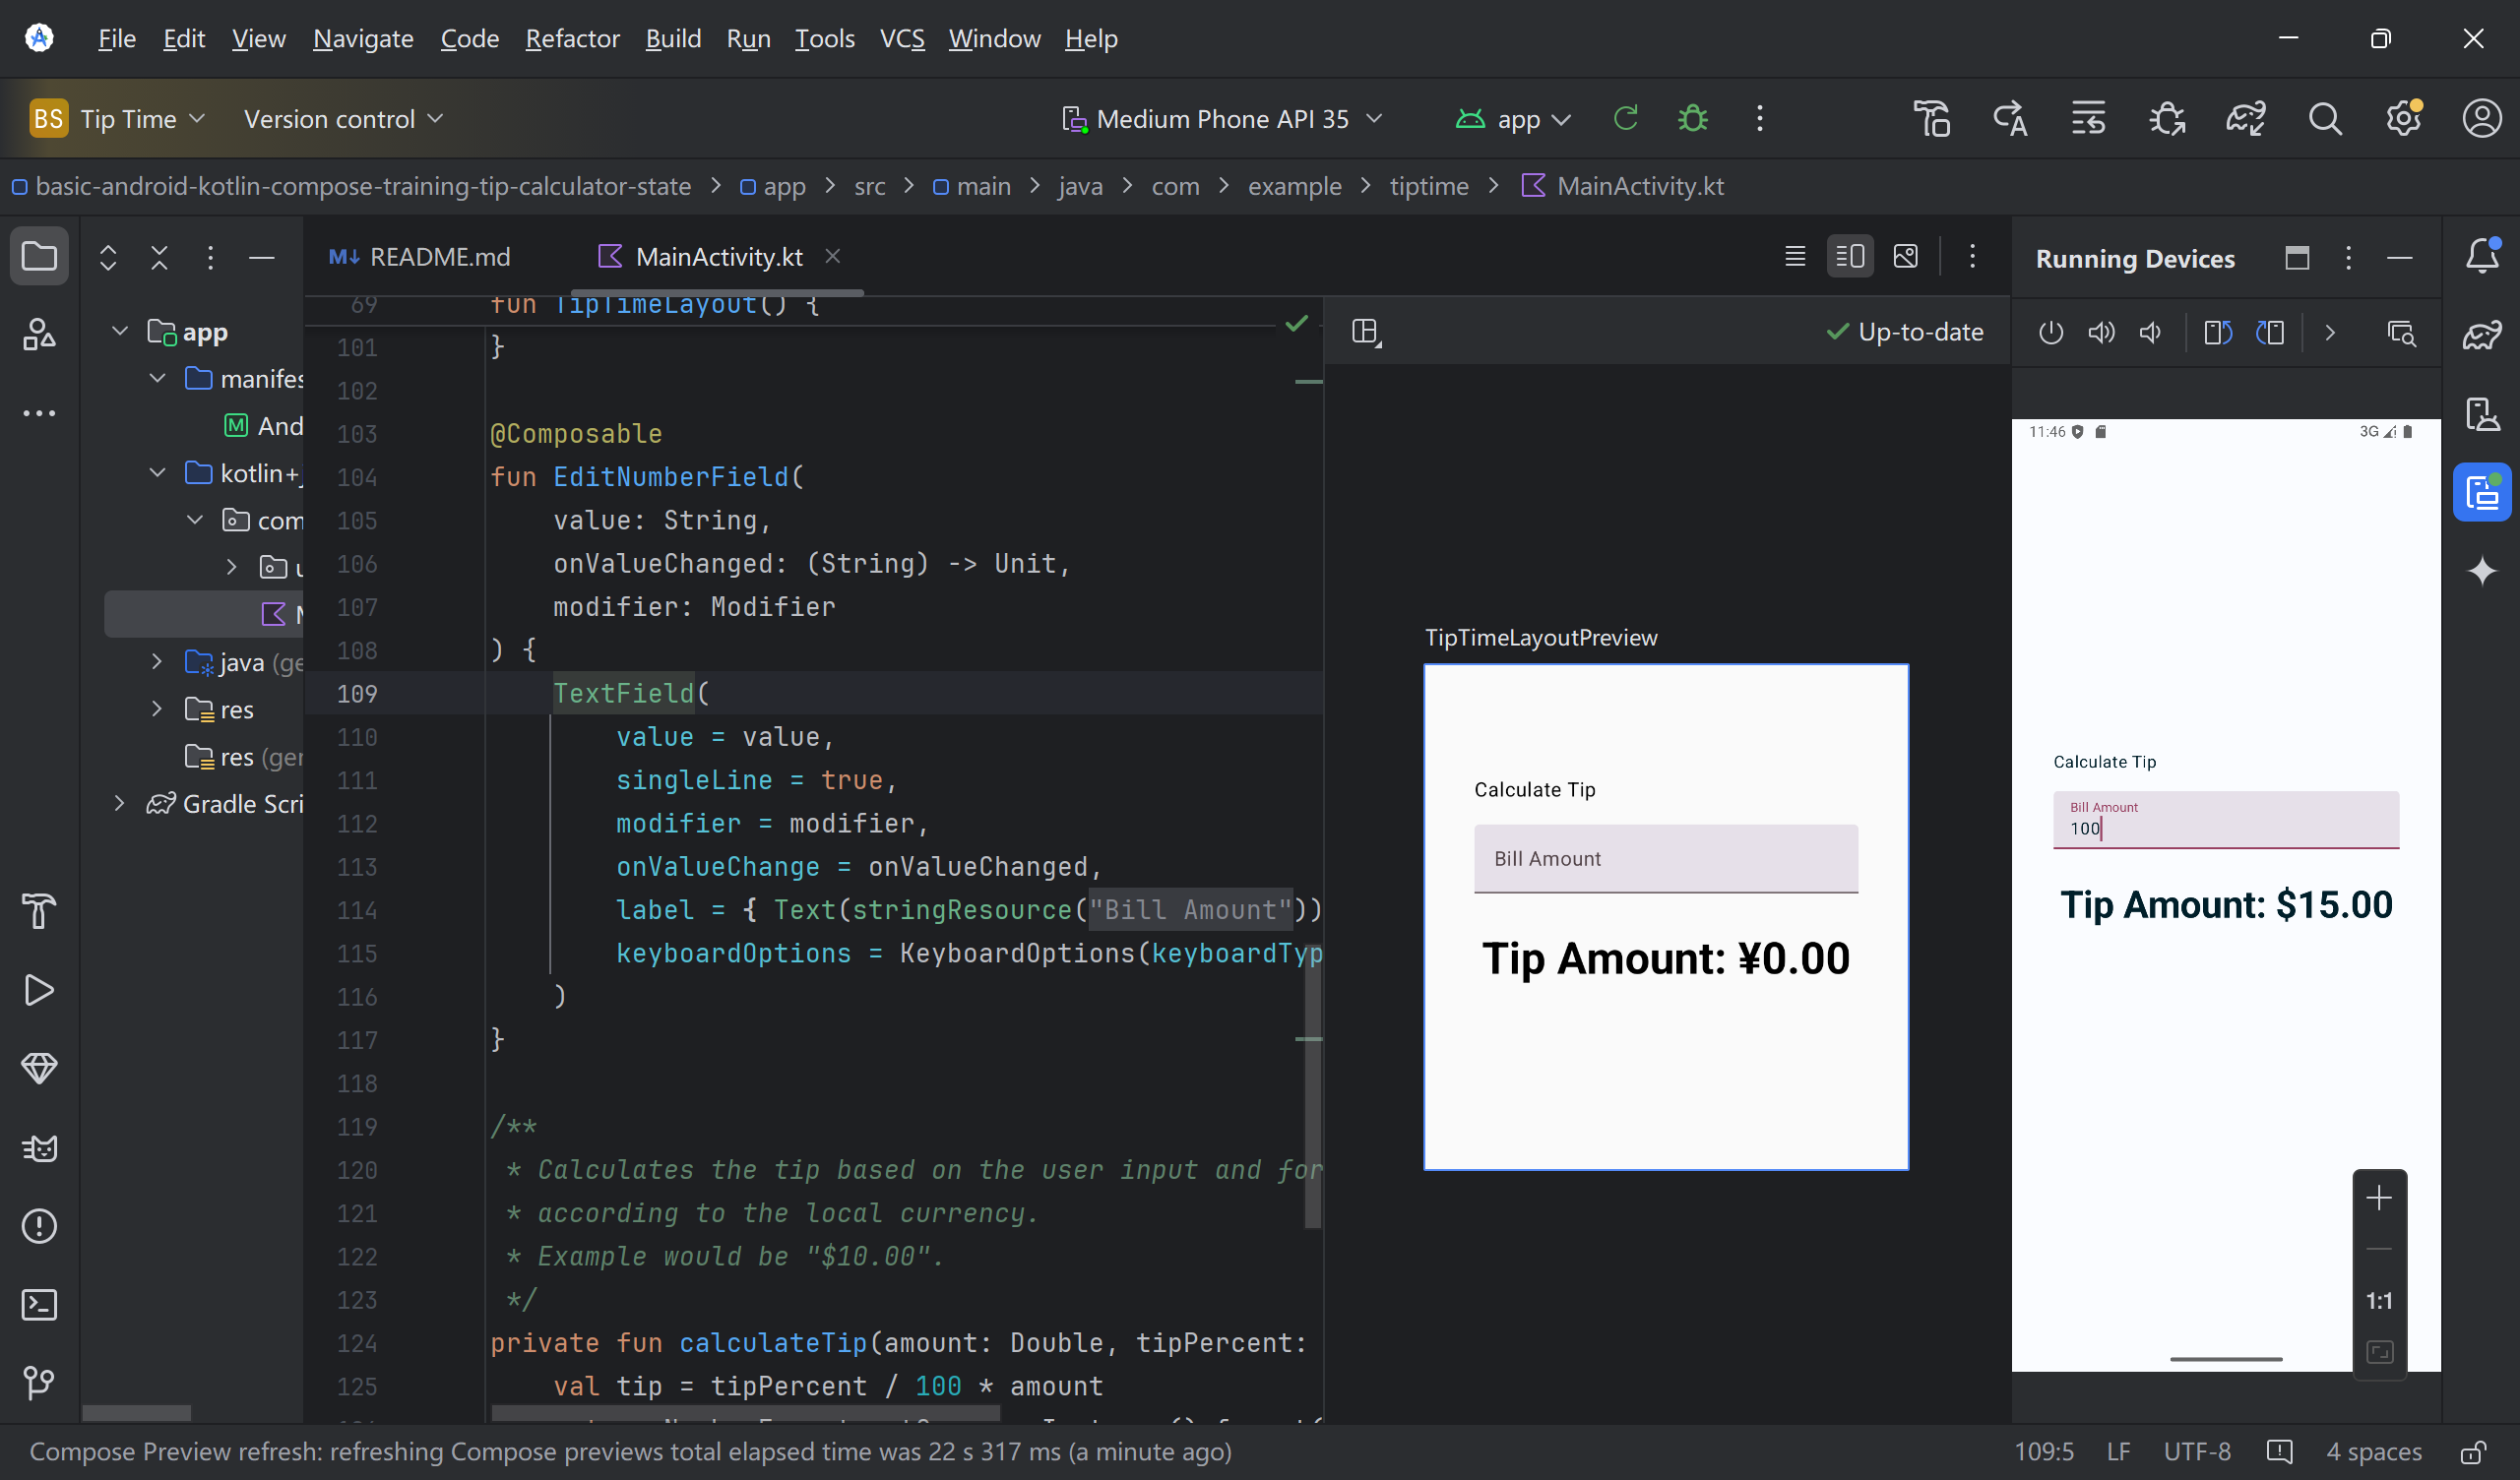 File Edit View Navigate Code Refactor Build Run Tools VCS Window Help
BS Tip Time Version control Medium Phone API 35 app
basic-android-kotlin-compose-training-tip-calculator-state app src main java com example tiptime MainActivity.kt
app
manifes
M And
kotlin+j
com
u
M
java (ge
res
res (ger
Gradle Scri
M↓ README.md MainActivity.kt
69 fun TipTimeLayout() {
101 }
102
103 @Composable
104 fun EditNumberField(
105 value: String,
106 onValueChanged: (String) -> Unit,
107 modifier: Modifier
108 ) {
109 TextField(
110 value = value,
111 singleLine = true,
112 modifier = modifier,
113 onValueChange = onValueChanged,
114 label = { Text(stringResource("Bill Amount"))
115 keyboardOptions = KeyboardOptions(keyboardTyp
116 )
117 }
118
119 /**
120 * Calculates the tip based on the user input and for
121 * according to the local currency.
122 * Example would be "$10.00".
123 */
124 private fun calculateTip(amount: Double, tipPercent:
125 val tip = tipPercent / 100 * amount
Up-to-date
TipTimeLayoutPreview
Calculate Tip
Bill Amount
Tip Amount: ¥0.00
Running Devices
11:46 3G
Calculate Tip
Bill Amount
100
Tip Amount: $15.00
1:1
Compose Preview refresh: refreshing Compose previews total elapsed time was 22 s 317 ms (a minute ago) 109:5 LF UTF-8 4 spaces